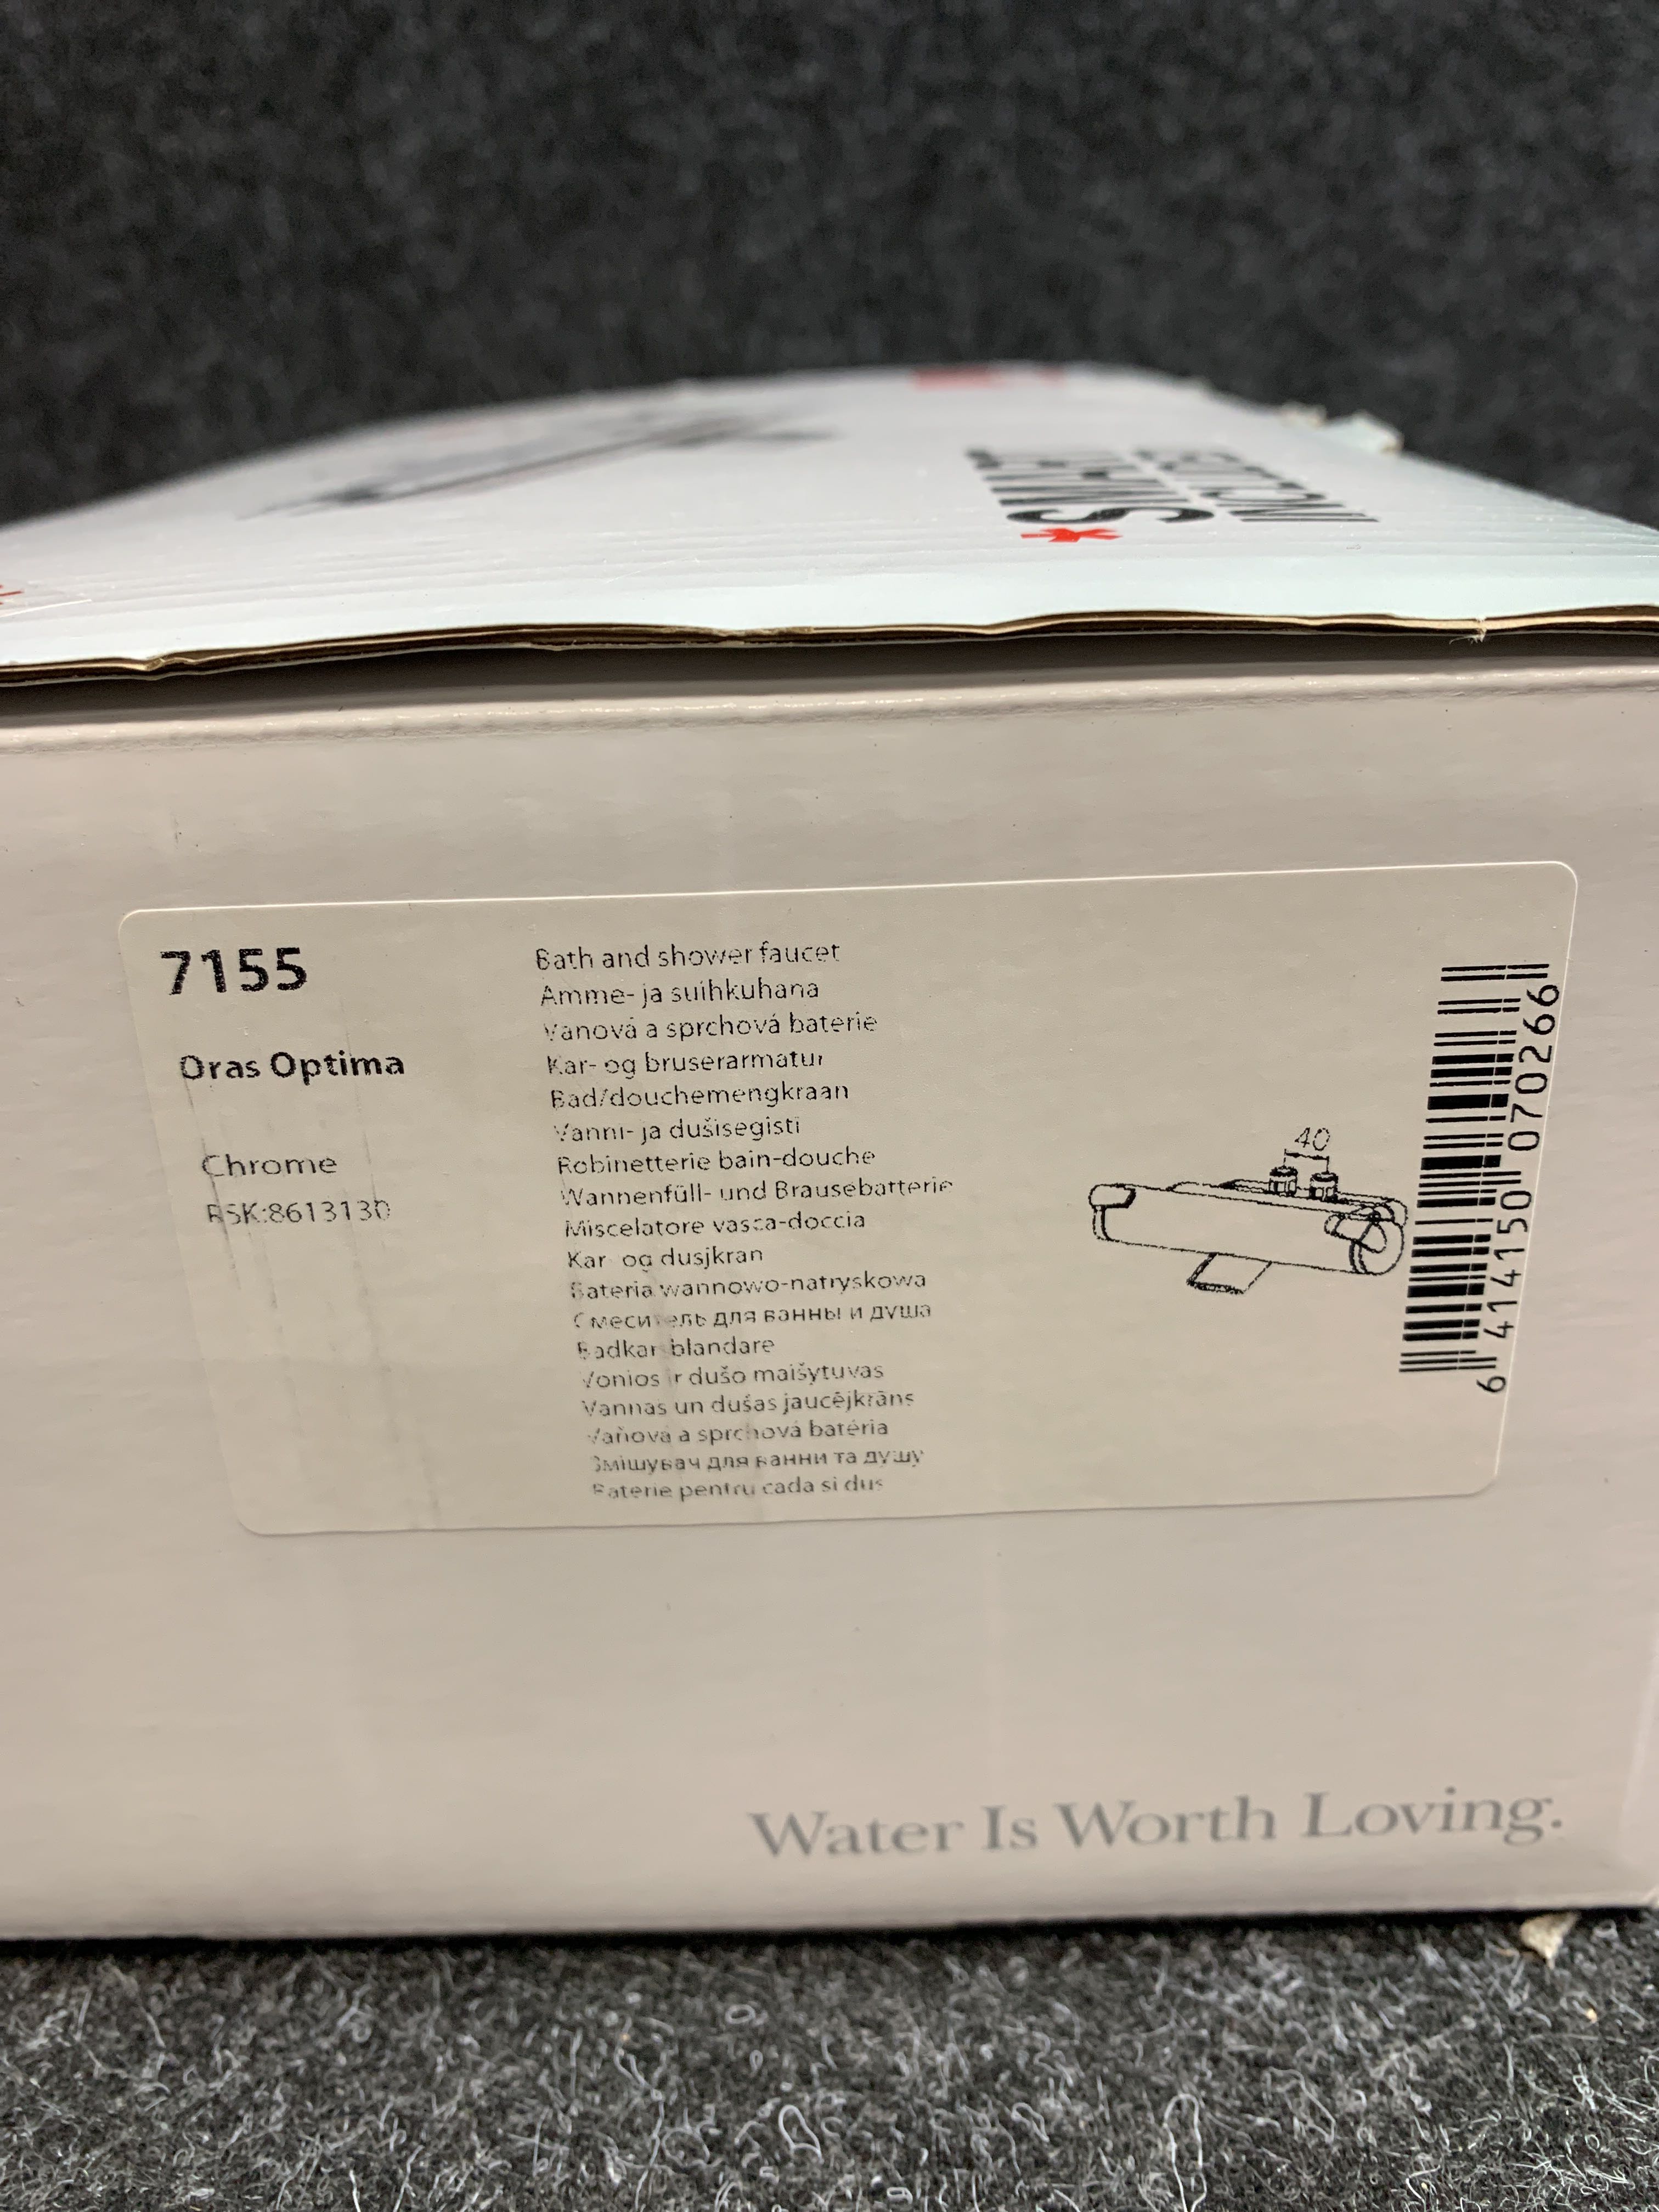 SMART
7155
Oras Optima
Chrome
RSK:8613130
Bath and shower faucet
Amme- ja suihkuhana
Vanová a sprchová baterie
Kar- og bruserarmatur
Bad/douchemengkraan
Vanni- ja dušisegisti
Robinetterie bain-douche
Wannenfüll- und Brausebatterie
Miscelatore vasca-doccia
Kar- og dusjkran
Bateria wannowo-natryskowa
Смеситель для ванны и душа
Badkarblandare
Vonios ir dušo maišytuvas
Vannas un dušas jaucējkrāns
Vaňová a sprchová batéria
Змішувач для ванни та душу
Baterie pentru cada si dus
40
6 414150 070266
Water Is Worth Loving.